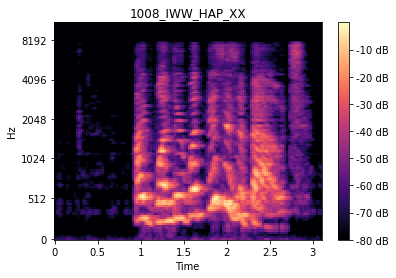 1008_IWW_HAP_XX
8192
4096
2048
1024
512
0
Hz
0
0.5
1
1.5
2
2.5
3
Time
-10 dB
-20 dB
-30 dB
-40 dB
-50 dB
-60 dB
-70 dB
-80 dB